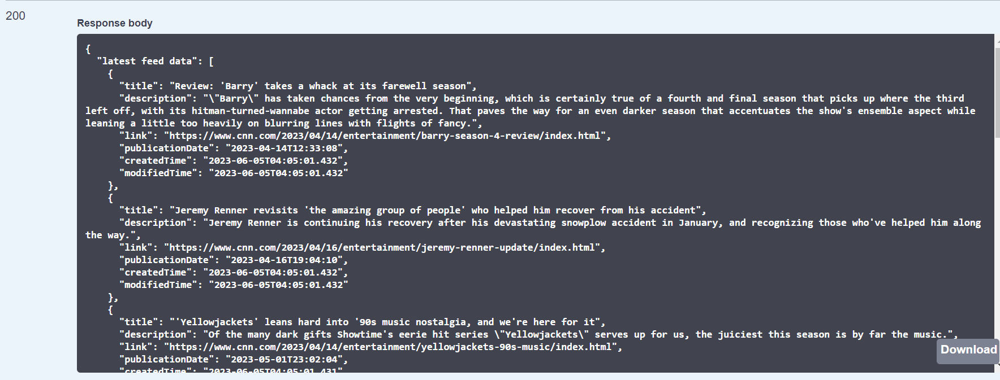 200
Response body
{
"latest feed data": [
{
"title": "Review: 'Barry' takes a whack at its farewell season",
"description": "\"Barry\" has taken chances from the very beginning, which is certainly true of a fourth and final season that picks up where the third
left off, with its hitman-turned-wannabe actor getting arrested. That paves the way for an even darker season that accentuates the show's ensemble aspect while
leaning a little too heavily on blurring lines with flights of fancy.",
"link": "https://www.cnn.com/2023/04/14/entertainment/barry-season-4-review/index.html",
"publicationDate": "2023-04-14T12:33:08",
"createdTime": "2023-06-05T04:05:01.432",
"modifiedTime": "2023-06-05T04:05:01.432"
},
{
"title": "Jeremy Renner revisits 'the amazing group of people' who helped him recover from his accident",
"description": "Jeremy Renner is continuing his recovery after his devastating snowplow accident in January, and recognizing those who've helped him along
the way.",
"link": "https://www.cnn.com/2023/04/16/entertainment/jeremy-renner-update/index.html",
"publicationDate": "2023-04-16T19:04:10",
"createdTime": "2023-06-05T04:05:01.432",
"modifiedTime": "2023-06-05T04:05:01.432"
},
{
"title": "'Yellowjackets' leans hard into '90s music nostalgia, and we're here for it",
"description": "Of the many dark gifts Showtime's eerie hit series \"Yellowjackets\" serves up for us, the juiciest this season is by far the music.",
"link": "https://www.cnn.com/2023/04/14/entertainment/yellowjackets-90s-music/index.html",
Download
"publicationDate": "2023-05-01T23:02:04",
"createdTime": "2023-06-05T04:05:01.431"